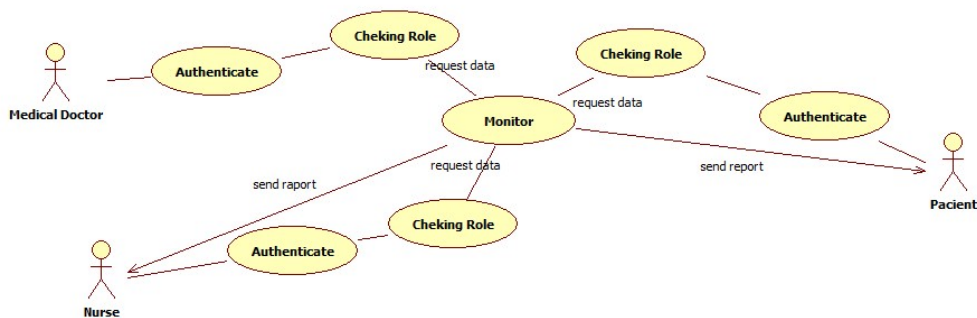 Cheking Role
Cheking Role
Authenticate
request data
Medical Doctor
request data
Monitor
Authenticate
request data
send report
send raport
Pacient
Cheking Role
Authenticate
Nurse